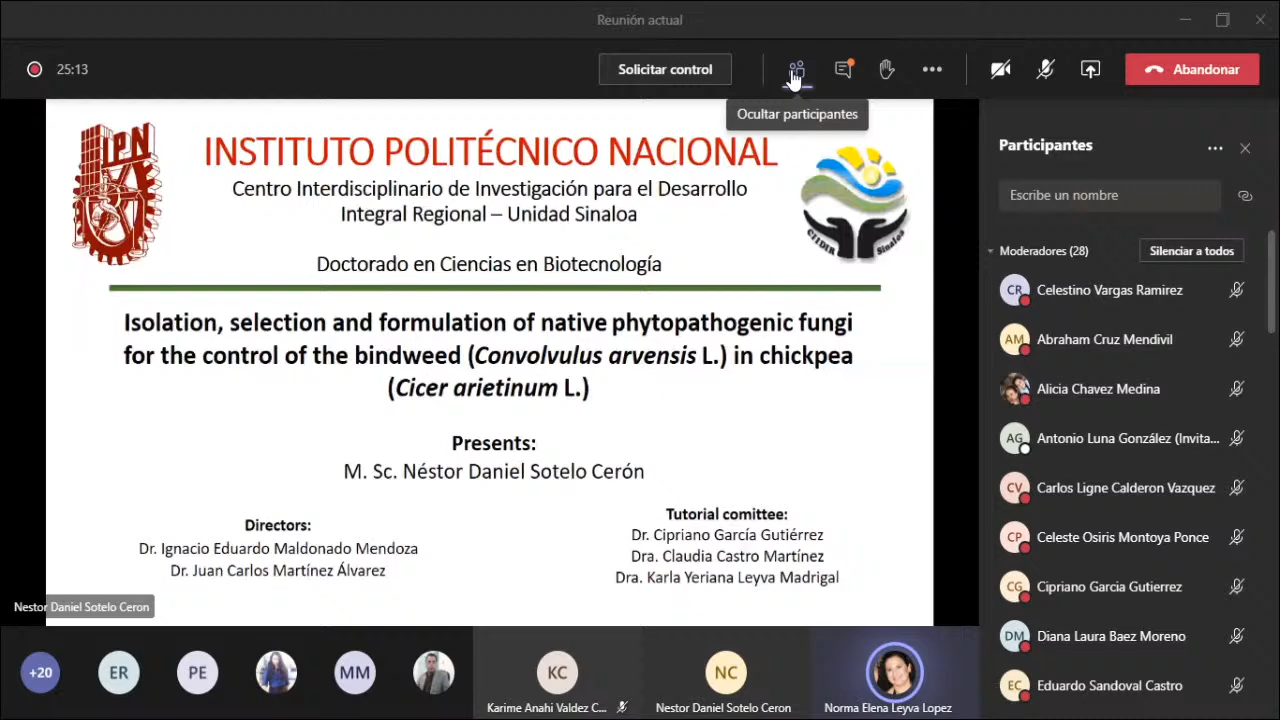 Reunión actual
25:13
Solicitar control
Abandonar
Ocultar participantes
IPN
INSTITUTO POLITÉCNICO NACIONAL
Centro Interdisciplinario de Investigación para el Desarrollo
Integral Regional – Unidad Sinaloa
CIIDIR Sinaloa
Doctorado en Ciencias en Biotecnología
Isolation, selection and formulation of native phytopathogenic fungi
for the control of the bindweed (Convolvulus arvensis L.) in chickpea
(Cicer arietinum L.)
Presents:
M. Sc. Néstor Daniel Sotelo Cerón
Directors:
Dr. Ignacio Eduardo Maldonado Mendoza
Dr. Juan Carlos Martínez Álvarez
Tutorial comittee:
Dr. Cipriano García Gutiérrez
Dra. Claudia Castro Martínez
Dra. Karla Yeriana Leyva Madrigal
Nestor Daniel Sotelo Ceron
Participantes
Escribe un nombre
Moderadores (28)
Silenciar a todos
CR Celestino Vargas Ramirez
AM Abraham Cruz Mendivil
Alicia Chavez Medina
AG Antonio Luna González (Invita...
CV Carlos Ligne Calderon Vazquez
CP Celeste Osiris Montoya Ponce
CG Cipriano Garcia Gutierrez
DM Diana Laura Baez Moreno
EC Eduardo Sandoval Castro
+20
ER
PE
MM
KC
NC
Karime Anahi Valdez C...
Nestor Daniel Sotelo Ceron
Norma Elena Leyva Lopez